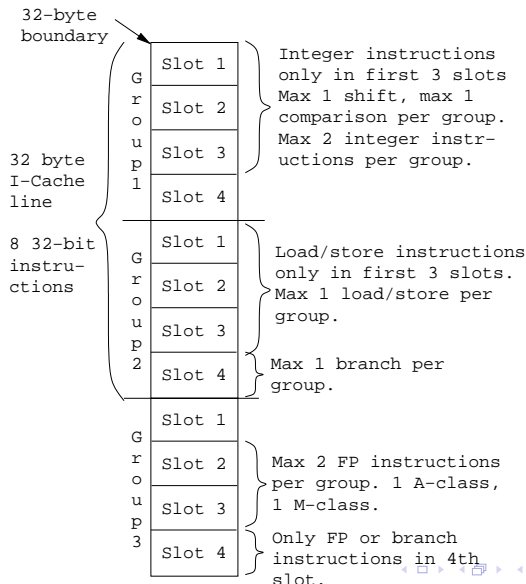 32-byte
boundary
Group1
Slot 1
Slot 2
Slot 3
Slot 4
Integer instructions
only in first 3 slots
Max 1 shift, max 1
comparison per group.
Max 2 integer instr-
uctions per group.
32 byte
I-Cache
line
8 32-bit
instru-
ctions
Group2
Slot 1
Slot 2
Slot 3
Slot 4
Load/store instructions
only in first 3 slots.
Max 1 load/store per
group.
Max 1 branch per
group.
Group3
Slot 1
Slot 2
Slot 3
Slot 4
Max 2 FP instructions
per group. 1 A-class,
1 M-class.
Only FP or branch
instructions in 4th
slot.